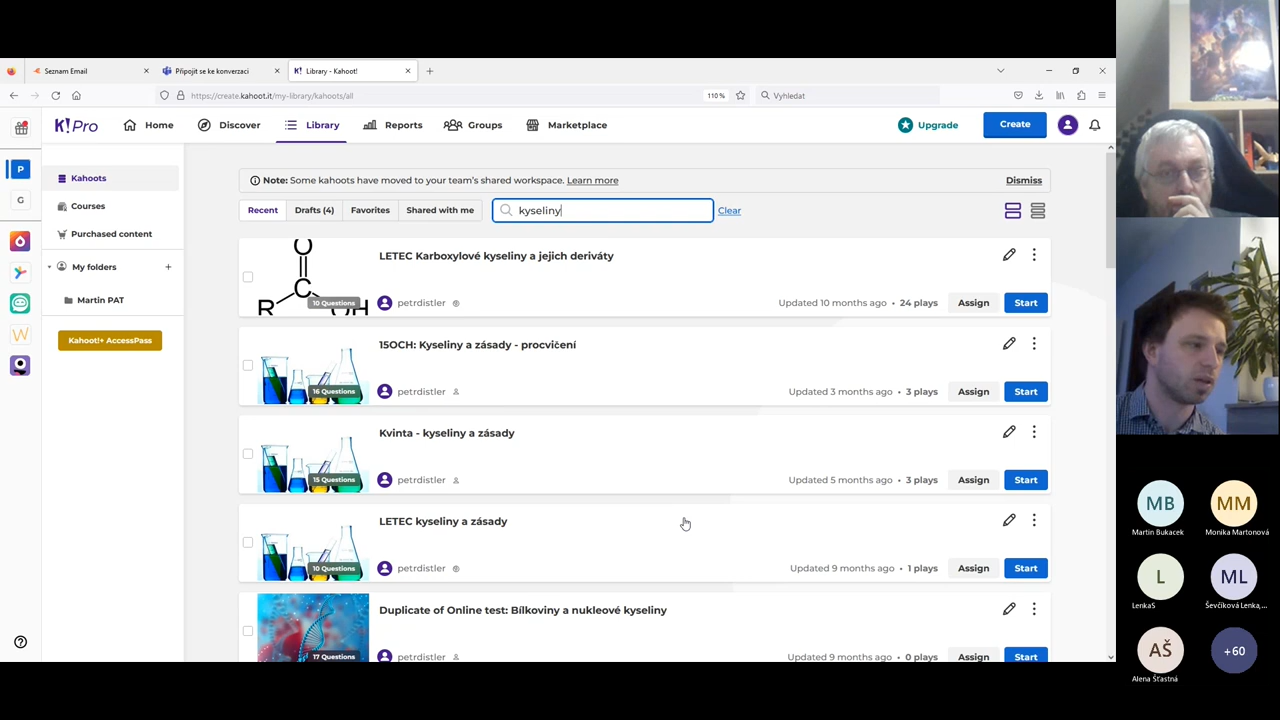 Seznam Email
Připojit se ke konverzaci
Library - Kahoot!
https://create.kahoot.it/my-library/kahoots/all
110 %
Vyhledat
K!Pro
Home
Discover
Library
Reports
Groups
Marketplace
Upgrade
Create
P
G
W
Kahoots
Courses
Purchased content
My folders
Martin PAT
Kahoot!+ AccessPass
Note: Some kahoots have moved to your team's shared workspace. Learn more
Dismiss
Recent
Drafts (4)
Favorites
Shared with me
kyseliny
Clear
LETEC Karboxylové kyseliny a jejich deriváty
O
C
R
OH
10 Questions
petrdistler
Updated 10 months ago • 24 plays
Assign
Start
15OCH: Kyseliny a zásady - procvičení
16 Questions
petrdistler
Updated 3 months ago • 3 plays
Assign
Start
Kvinta - kyseliny a zásady
15 Questions
petrdistler
Updated 5 months ago • 3 plays
Assign
Start
LETEC kyseliny a zásady
10 Questions
petrdistler
Updated 9 months ago • 1 plays
Assign
Start
Duplicate of Online test: Bílkoviny a nukleové kyseliny
17 Questions
petrdistler
Updated 9 months ago • 0 plays
Assign
Start
MB
Martin Bukacek
MM
Monika Martonová
L
LenkaS
ML
Ševčíková Lenka,...
AŠ
Alena Šťastná
+60